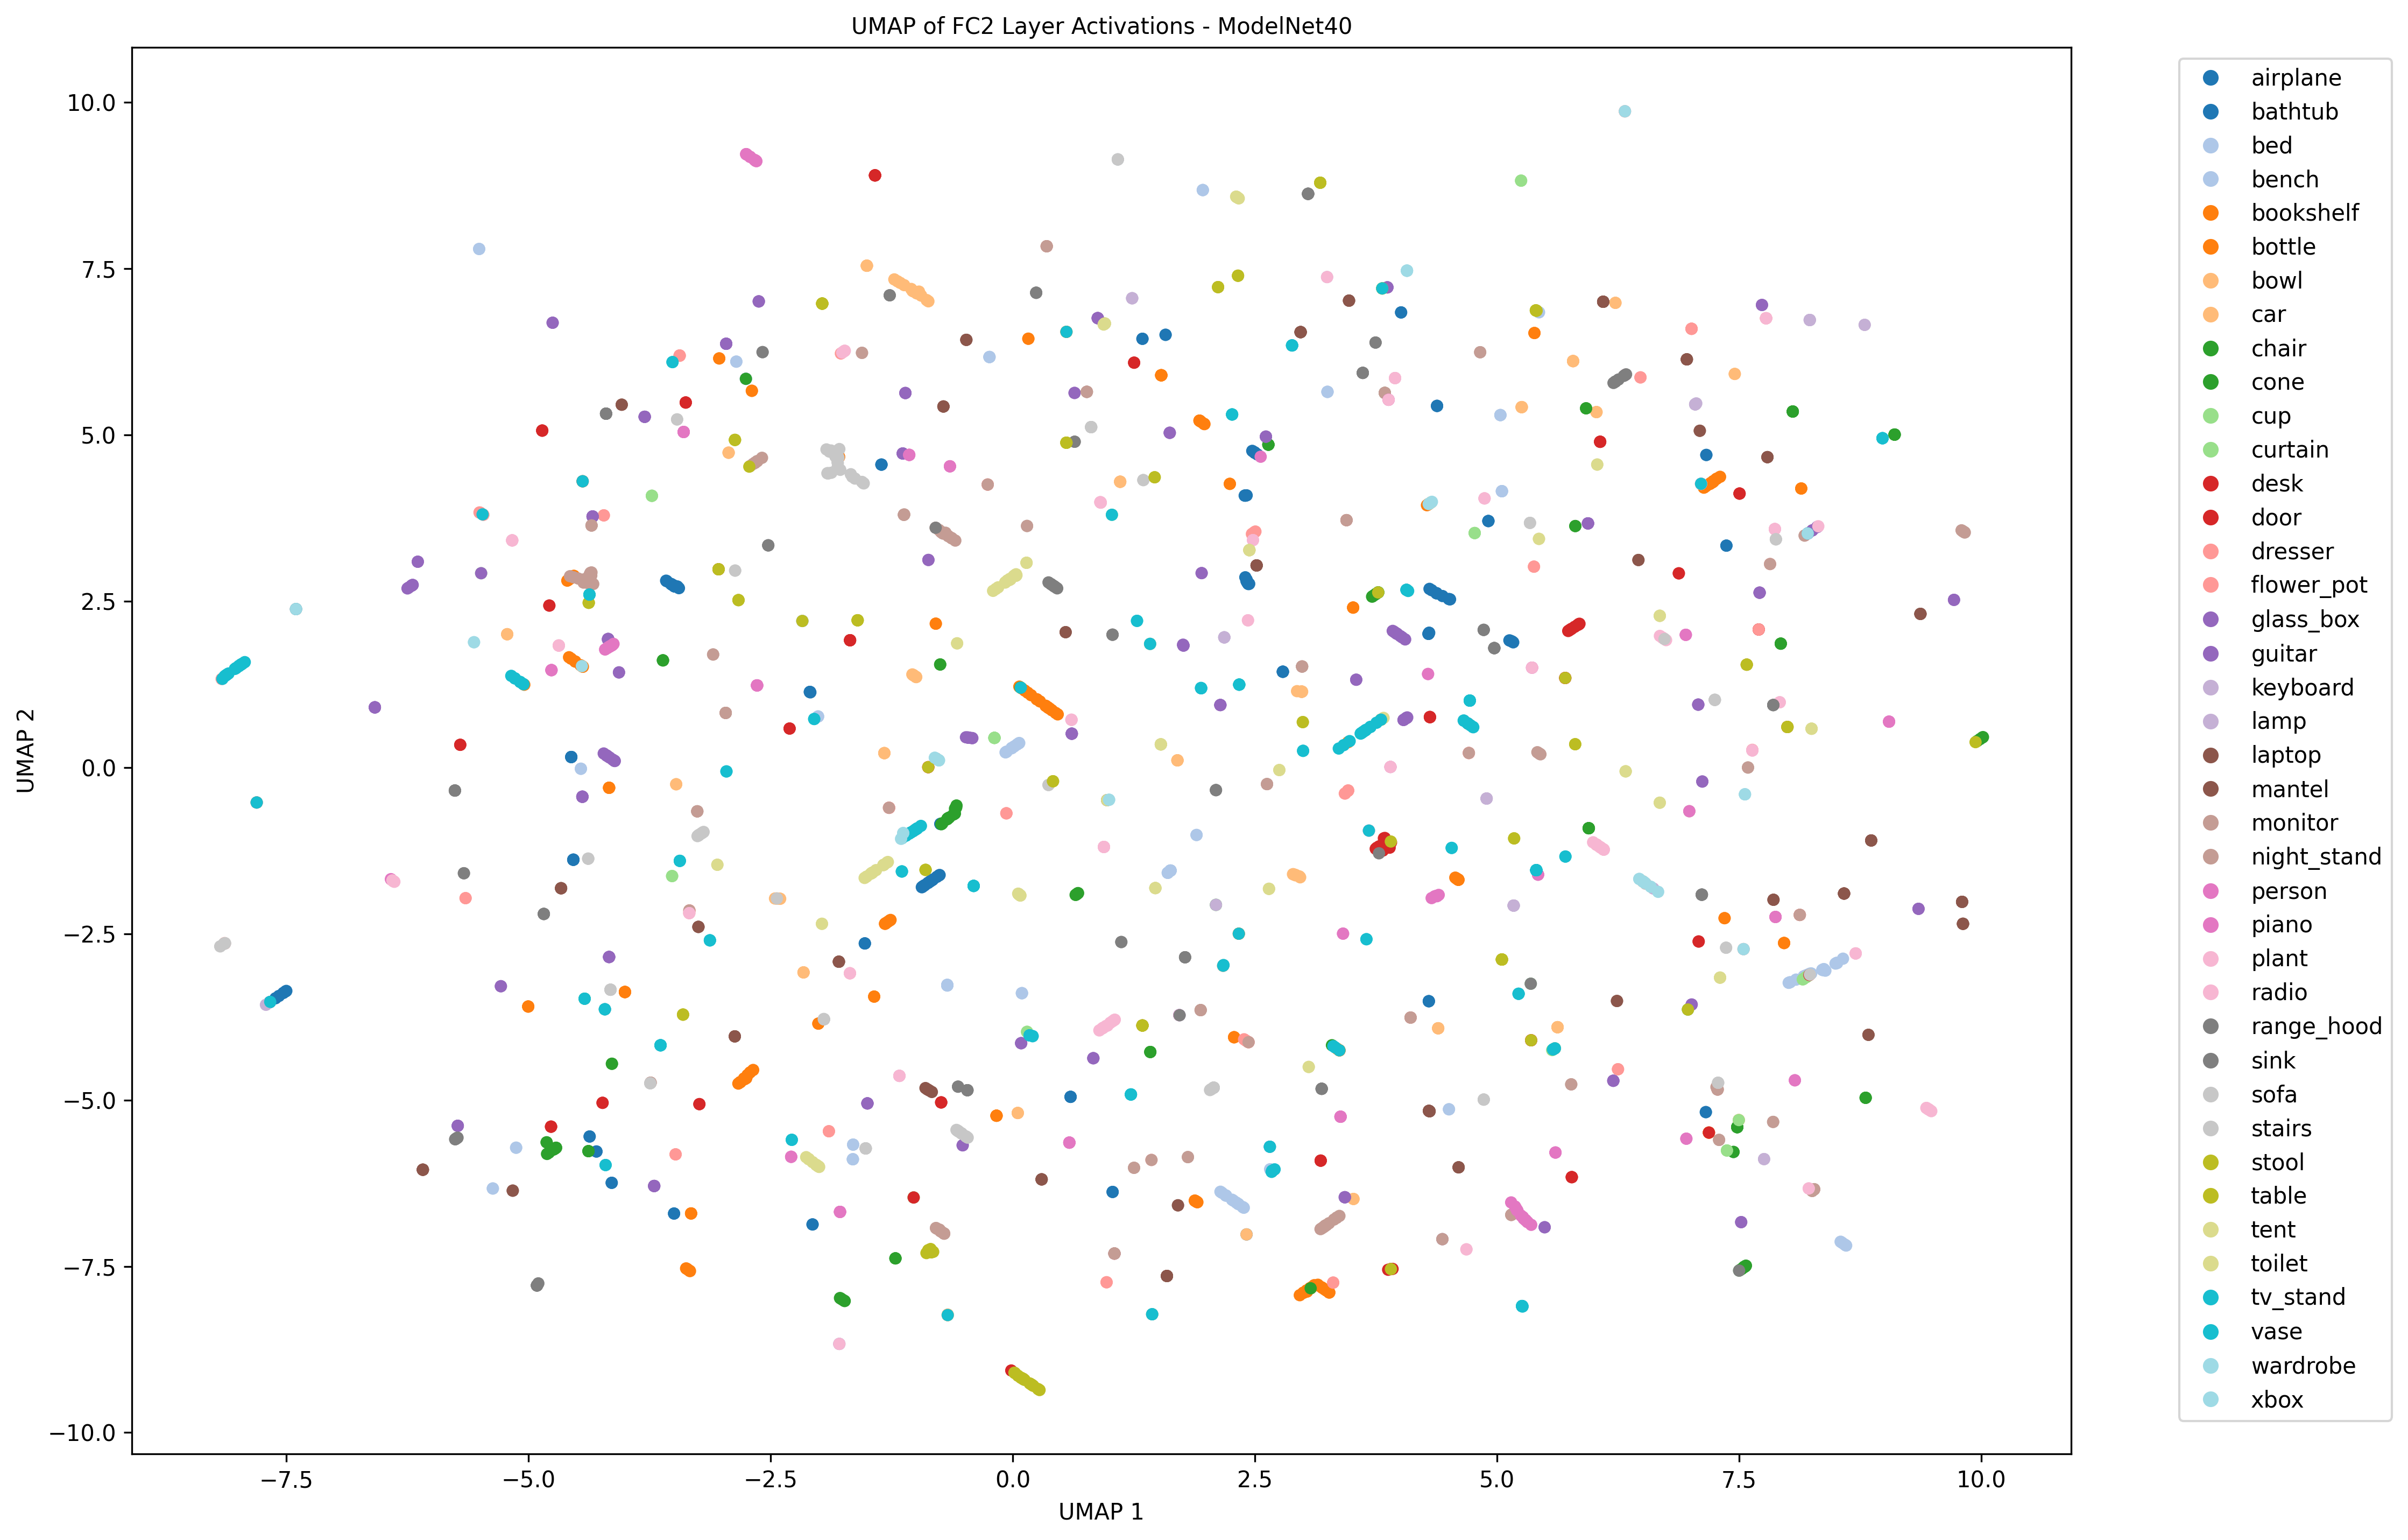 UMAP of FC2 Layer Activations - ModelNet40
10.0
7.5
5.0
2.5
0.0
−2.5
−5.0
−7.5
−10.0
UMAP 2
−7.5
−5.0
−2.5
0.0
2.5
5.0
7.5
10.0
UMAP 1
airplane
bathtub
bed
bench
bookshelf
bottle
bowl
car
chair
cone
cup
curtain
desk
door
dresser
flower_pot
glass_box
guitar
keyboard
lamp
laptop
mantel
monitor
night_stand
person
piano
plant
radio
range_hood
sink
sofa
stairs
stool
table
tent
toilet
tv_stand
vase
wardrobe
xbox